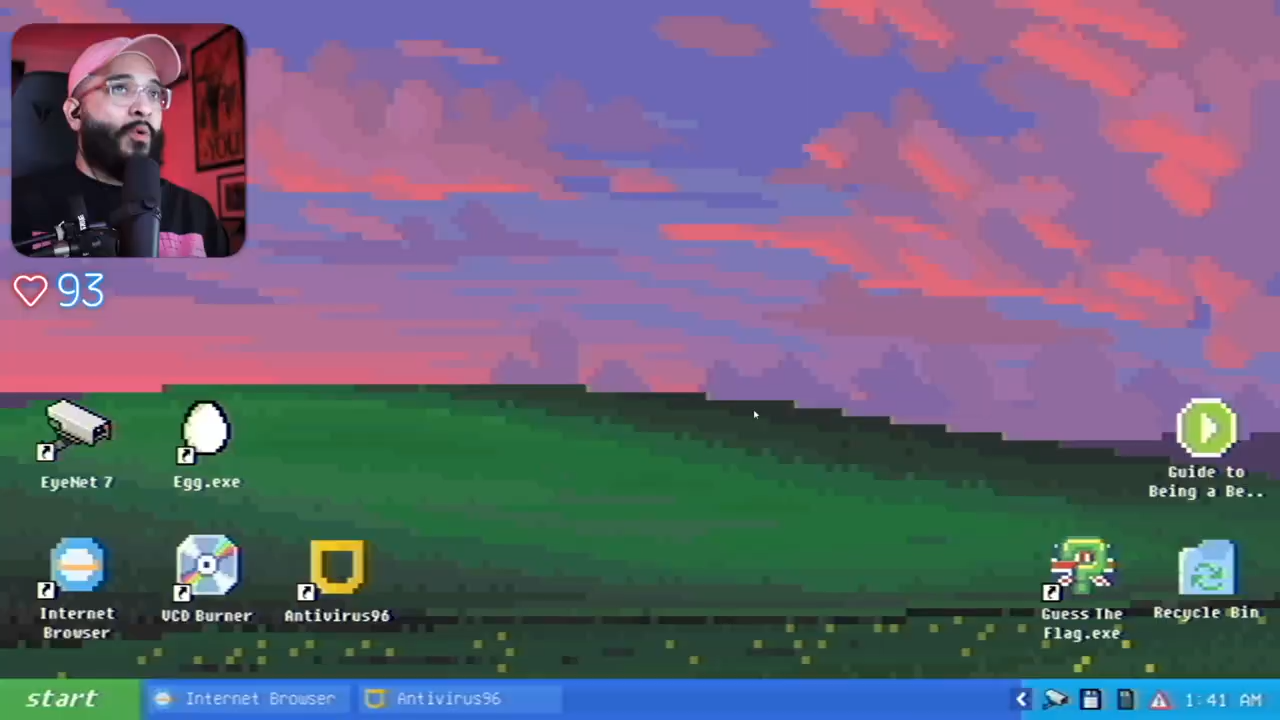 YOU
93
EyeNet 7
Egg.exe
Guide to
Being a Be..
Internet
Browser
VCD Burner
Antivirus96
Guess The
Flag.exe
Recycle Bin
start
Internet Browser
Antivirus96
1:41 AM